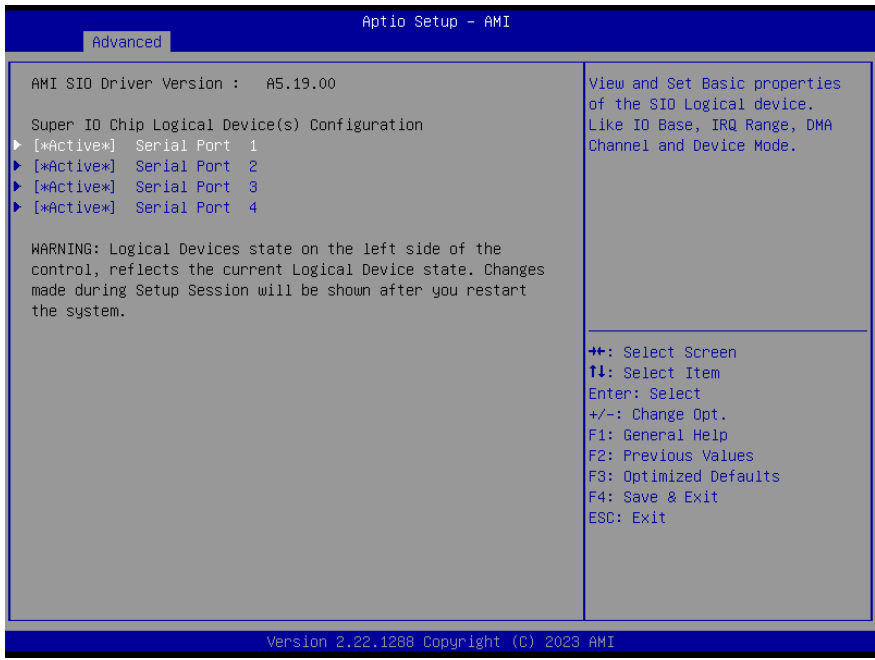 Aptio Setup – AMI
Advanced
AMI SIO Driver Version :   A5.19.00
Super IO Chip Logical Device(s) Configuration
[*Active*]   Serial Port  1
[*Active*]   Serial Port  2
[*Active*]   Serial Port  3
[*Active*]   Serial Port  4
WARNING: Logical Devices state on the left side of the
control, reflects the current Logical Device state. Changes
made during Setup Session will be shown after you restart
the system.
View and Set Basic properties
of the SIO Logical device.
Like IO Base, IRQ Range, DMA
Channel and Device Mode.
→←: Select Screen
↑↓: Select Item
Enter: Select
+/-: Change Opt.
F1: General Help
F2: Previous Values
F3: Optimized Defaults
F4: Save & Exit
ESC: Exit
Version 2.22.1288 Copyright (C) 2023 AMI